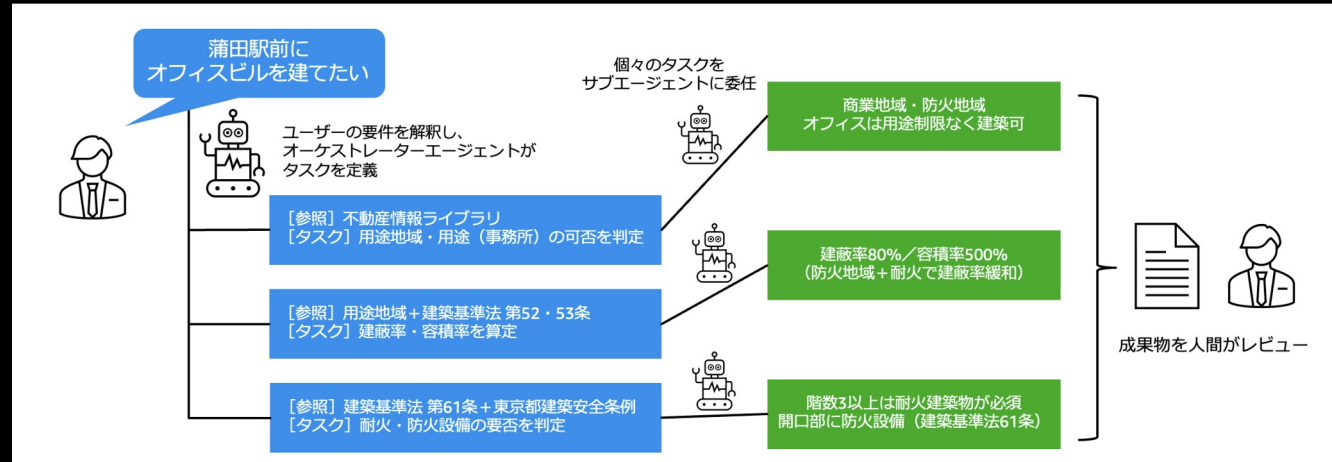 蒲田駅前に
オフィスビルを建てたい
ユーザーの要件を解釈し、
オーケストレーターエージェントが
タスクを定義
個々のタスクを
サブエージェントに委任
［参照］不動産情報ライブラリ
［タスク］用途地域・用途（事務所）の可否を判定
商業地域・防火地域
オフィスは用途制限なく建築可
［参照］用途地域＋建築基準法 第52・53条
［タスク］建蔽率・容積率を算定
建蔽率80%／容積率500%
（防火地域＋耐火で建蔽率緩和）
［参照］建築基準法 第61条＋東京都建築安全条例
［タスク］耐火・防火設備の要否を判定
階数3以上は耐火建築物が必須
開口部に防火設備（建築基準法61条）
成果物を人間がレビュー